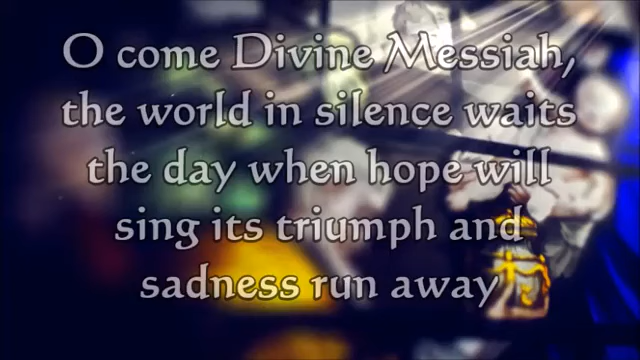 O come Divine Messiah,
the world in silence waits
the day when hope will
sing its triumph and
sadness run away